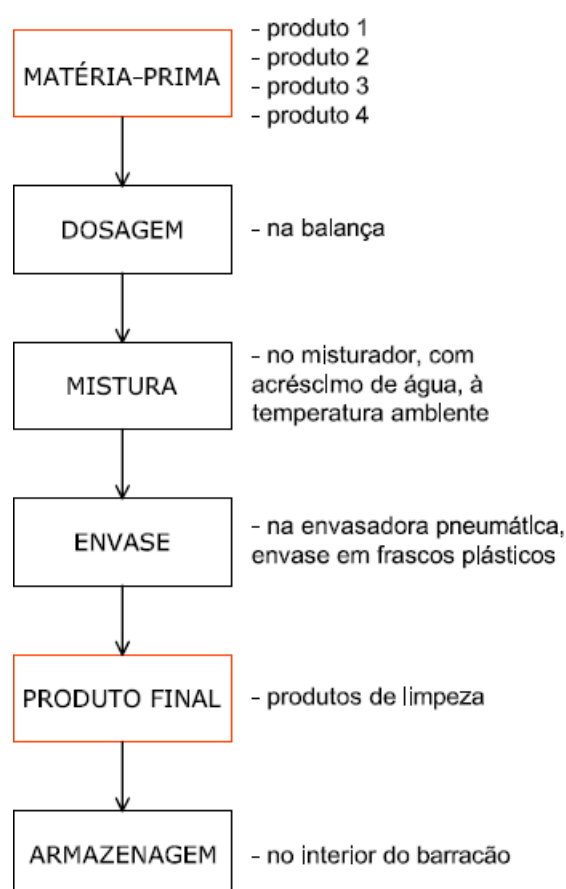 MATÉRIA-PRIMA
- produto 1
- produto 2
- produto 3
- produto 4
DOSAGEM
- na balança
MISTURA
- no misturador, com
acréscimo de água, à
temperatura ambiente
ENVASE
- na envasadora pneumática,
envase em frascos plásticos
PRODUTO FINAL
- produtos de limpeza
ARMAZENAGEM
- no interior do barracão